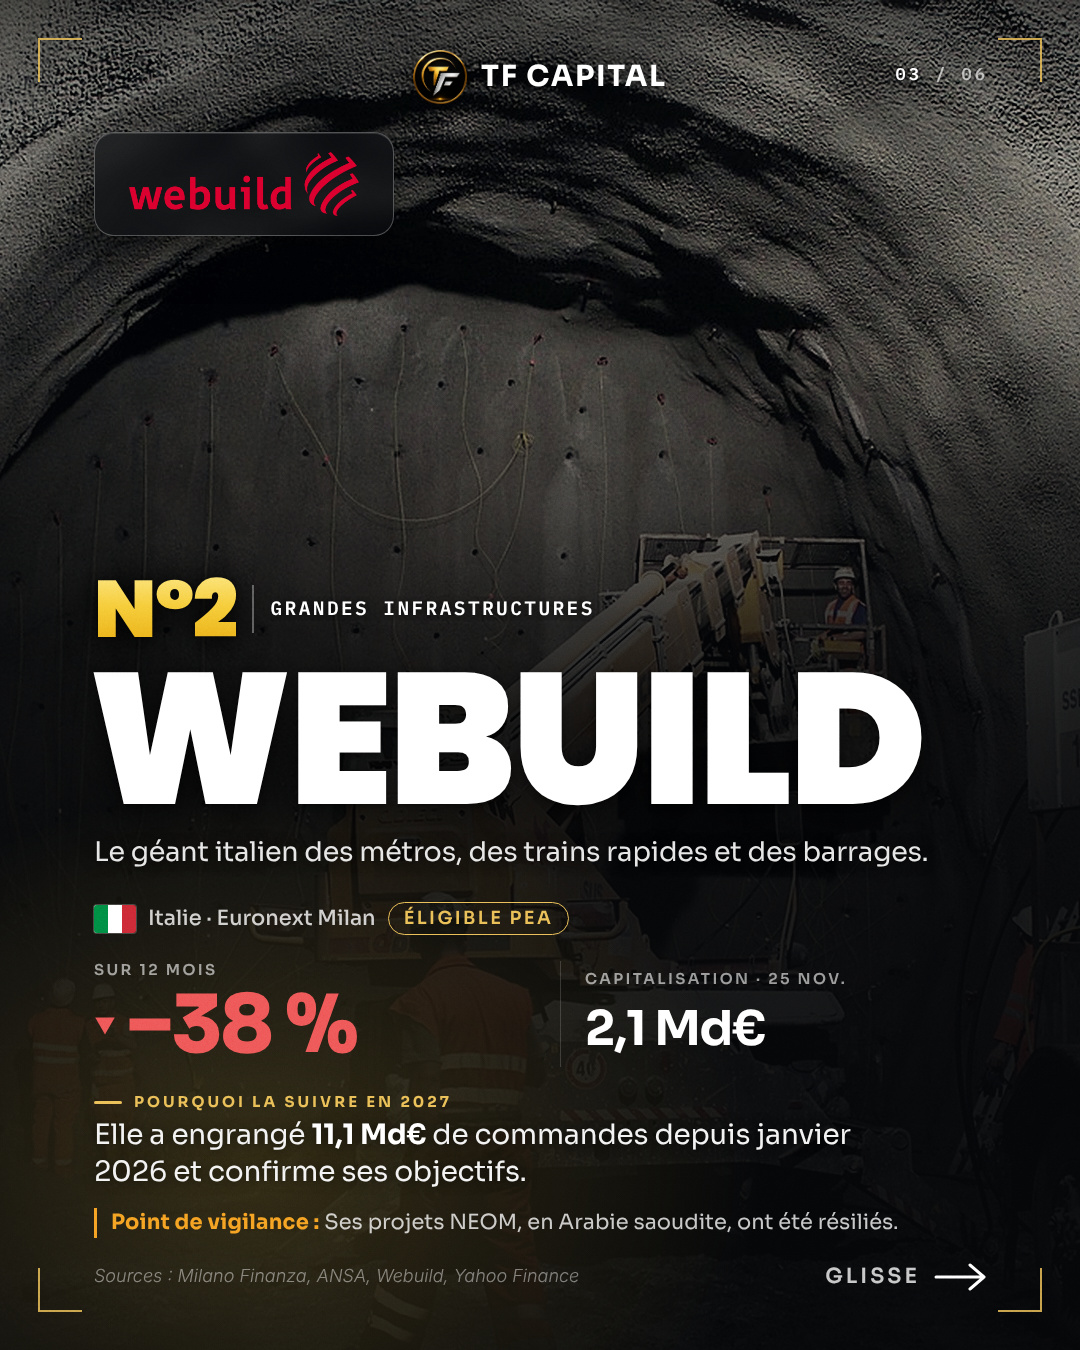 TF CAPITAL
03 / 06
webuild
Nº2
GRANDES INFRASTRUCTURES
WEBUILD
Le géant italien des métros, des trains rapides et des barrages.
Italie · Euronext Milan
ÉLIGIBLE PEA
SUR 12 MOIS
▼ –38 %
CAPITALISATION · 25 NOV.
2,1 Md€
POURQUOI LA SUIVRE EN 2027
Elle a engrangé 11,1 Md€ de commandes depuis janvier
2026 et confirme ses objectifs.
Point de vigilance : Ses projets NEOM, en Arabie saoudite, ont été résiliés.
Sources : Milano Finanza, ANSA, Webuild, Yahoo Finance
GLISSE
40